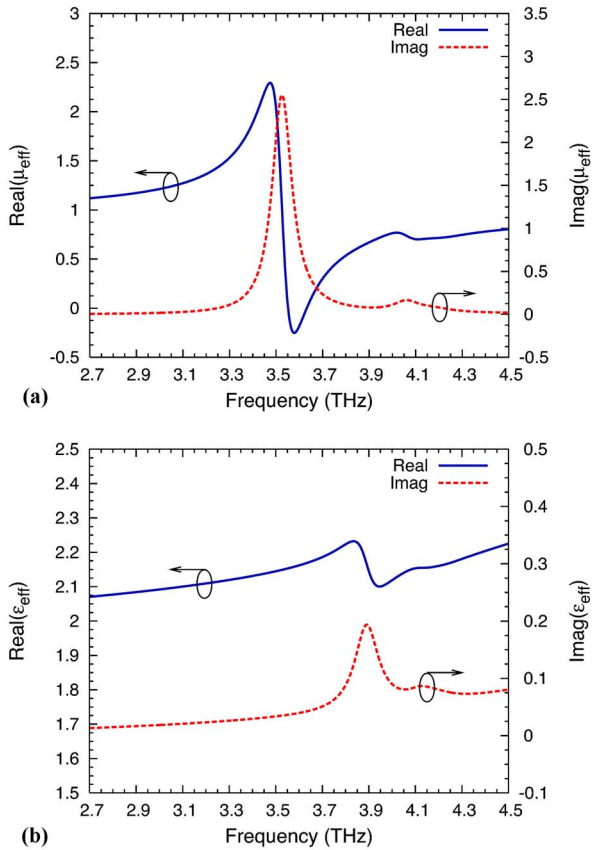 3
2.5
2
1.5
1
0.5
0
-0.5
Real(μeff)
Real
Imag
3.5
3
2.5
2
1.5
1
0.5
0
-0.5
Imag(μeff)
2.7 3.1 3.3 3.5 3.7 3.9 4.1 4.3 4.5
Frequency (THz)
(a)
2.5
2.4
2.3
2.2
2.1
2
1.9
1.8
1.7
1.6
1.5
Real(εeff)
Real
Imag
0.5
0.4
0.3
0.2
0.1
0
-0.1
Imag(εeff)
2.7 3.1 3.3 3.5 3.7 3.9 4.1 4.3 4.5
Frequency (THz)
(b)